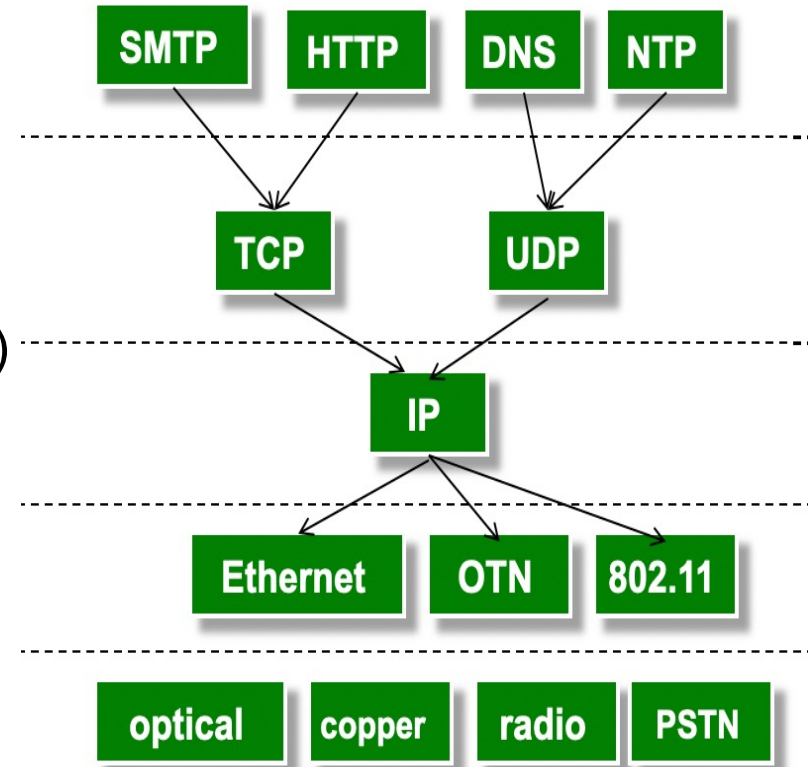 SMTP HTTP DNS NTP
TCP UDP
)
IP
Ethernet OTN 802.11
optical copper radio PSTN